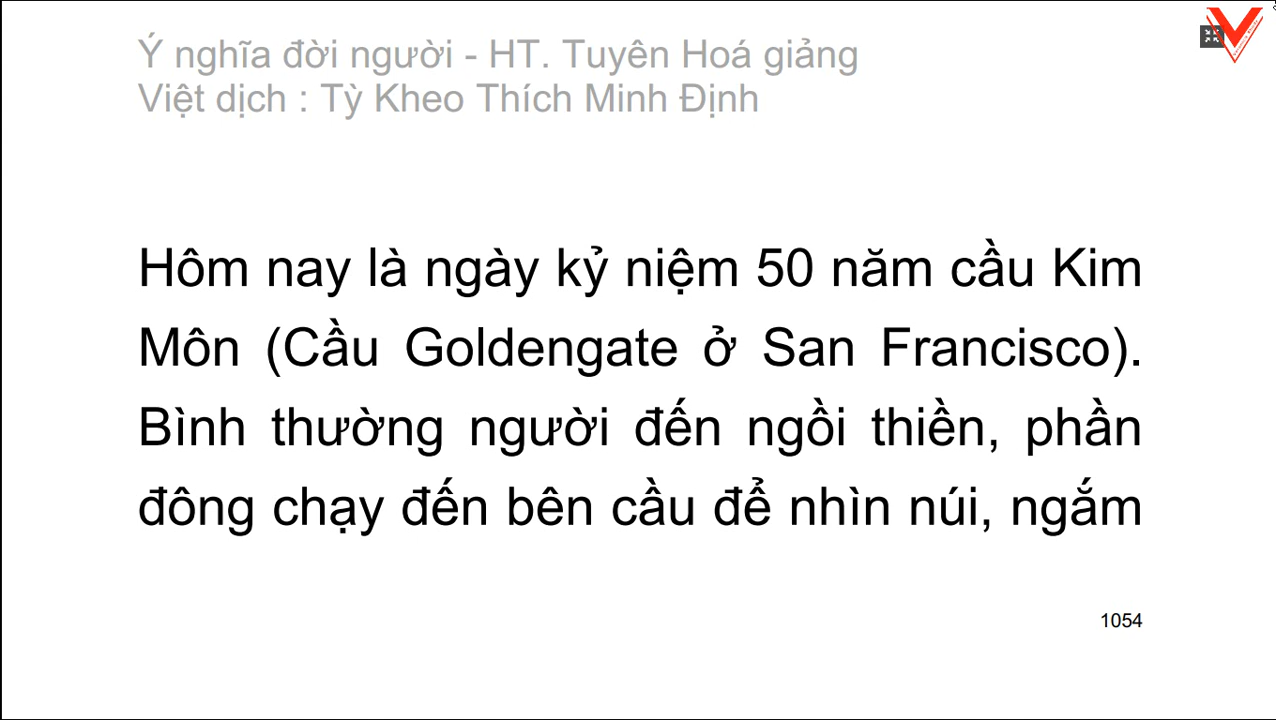 Ý nghĩa đời người - HT. Tuyên Hoá giảng
Việt dịch : Tỳ Kheo Thích Minh Định
Hôm nay là ngày kỷ niệm 50 năm cầu Kim
Môn (Cầu Goldengate ở San Francisco).
Bình thường người đến ngồi thiền, phần
đông chạy đến bên cầu để nhìn núi, ngắm
1054